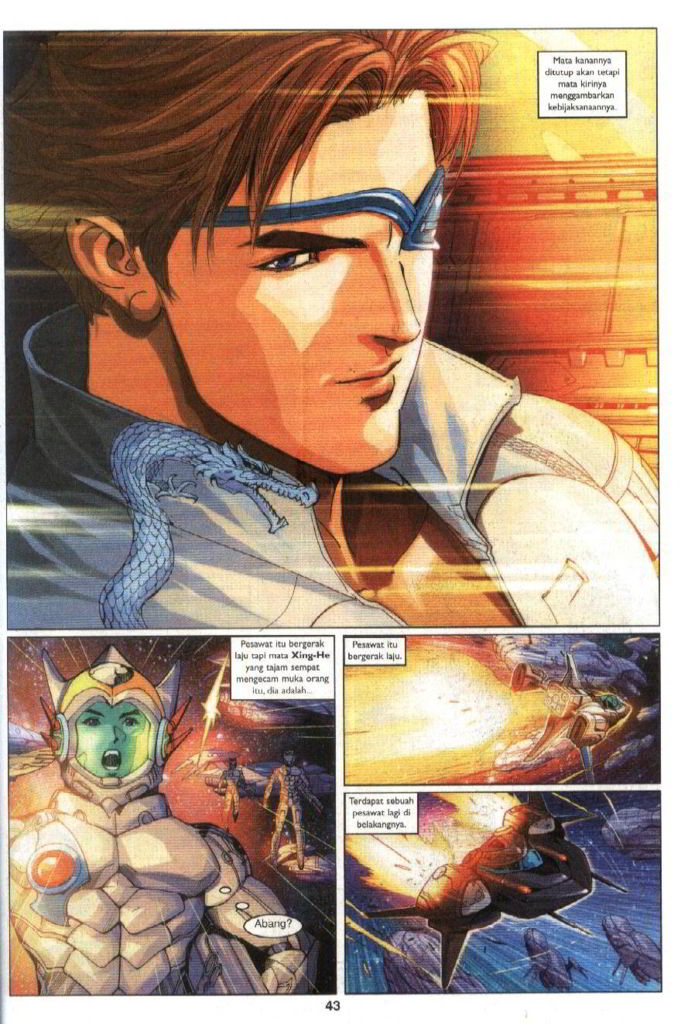 Mata kanannya
ditutup akan tetapi
mata kirinya
menggambarkan
kebijaksanaannya.
Pesawat itu bergerak
laju tapi mata Xing-He
yang tajam sempat
mengecam muka orang
itu, dia adalah...
Abang?
Pesawat itu
bergerak laju.
Terdapat sebuah
pesawat lagi di
belakangnya.
43